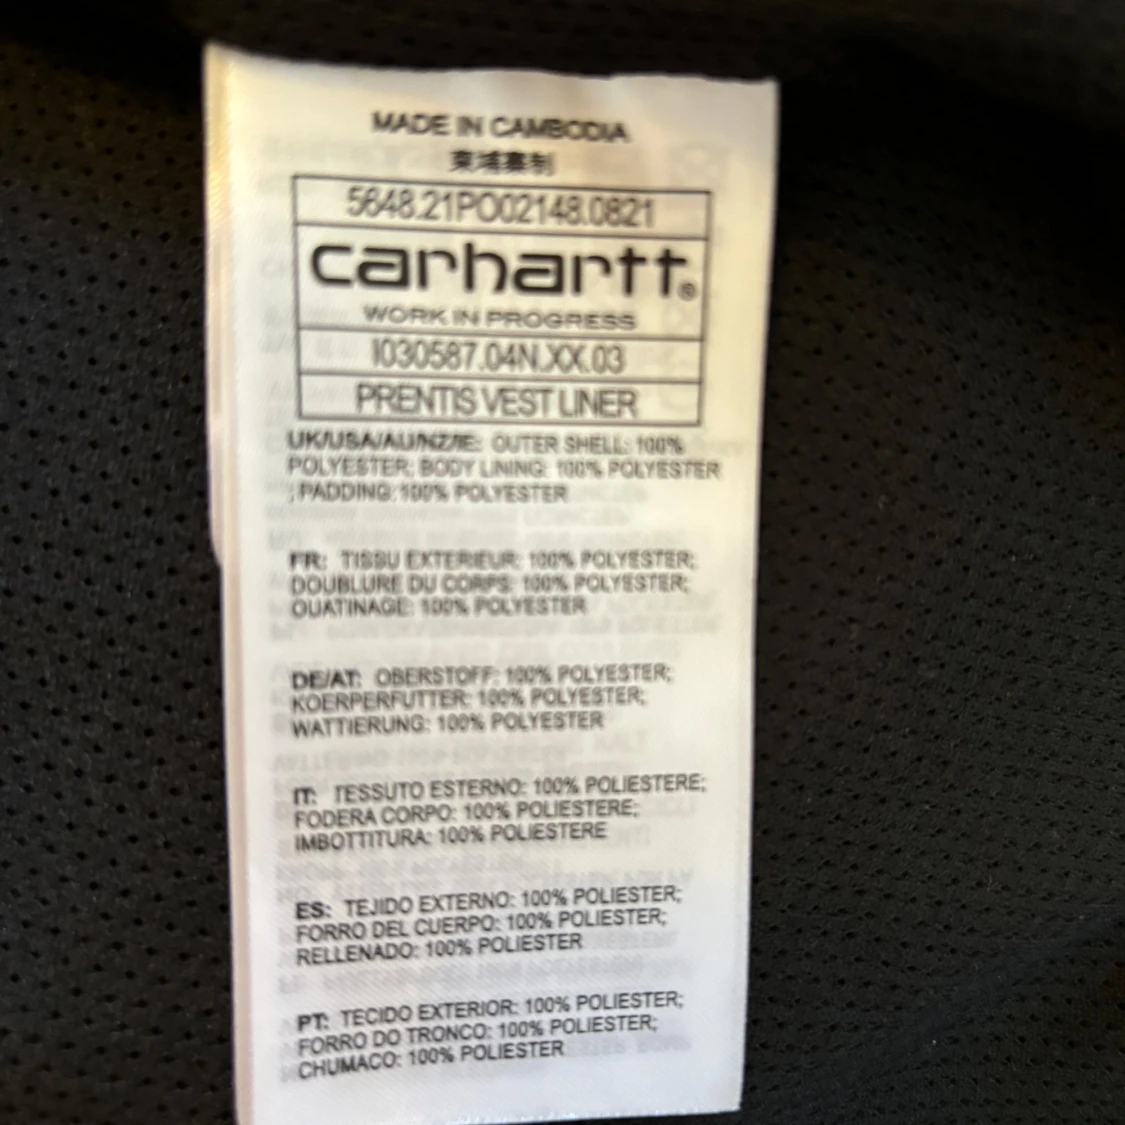 MADE IN CAMBODIA
柬埔寨制
5648.21PO02148.0821
carhartt®
WORK IN PROGRESS
I030587.04N.XX.03
PRENTIS VEST LINER
UK/USA/AU/NZ/IE: OUTER SHELL: 100%
POLYESTER; BODY LINING: 100% POLYESTER
; PADDING: 100% POLYESTER
FR: TISSU EXTERIEUR: 100% POLYESTER;
DOUBLURE DU CORPS: 100% POLYESTER;
OUATINAGE: 100% POLYESTER
DE/AT: OBERSTOFF: 100% POLYESTER;
KOERPERFUTTER: 100% POLYESTER;
WATTIERUNG: 100% POLYESTER
IT: TESSUTO ESTERNO: 100% POLIESTERE;
FODERA CORPO: 100% POLIESTERE;
IMBOTTITURA: 100% POLIESTERE
ES: TEJIDO EXTERNO: 100% POLIESTER;
FORRO DEL CUERPO: 100% POLIESTER;
RELLENADO: 100% POLIESTER
PT: TECIDO EXTERIOR: 100% POLIESTER;
FORRO DO TRONCO: 100% POLIESTER;
CHUMACO: 100% POLIESTER